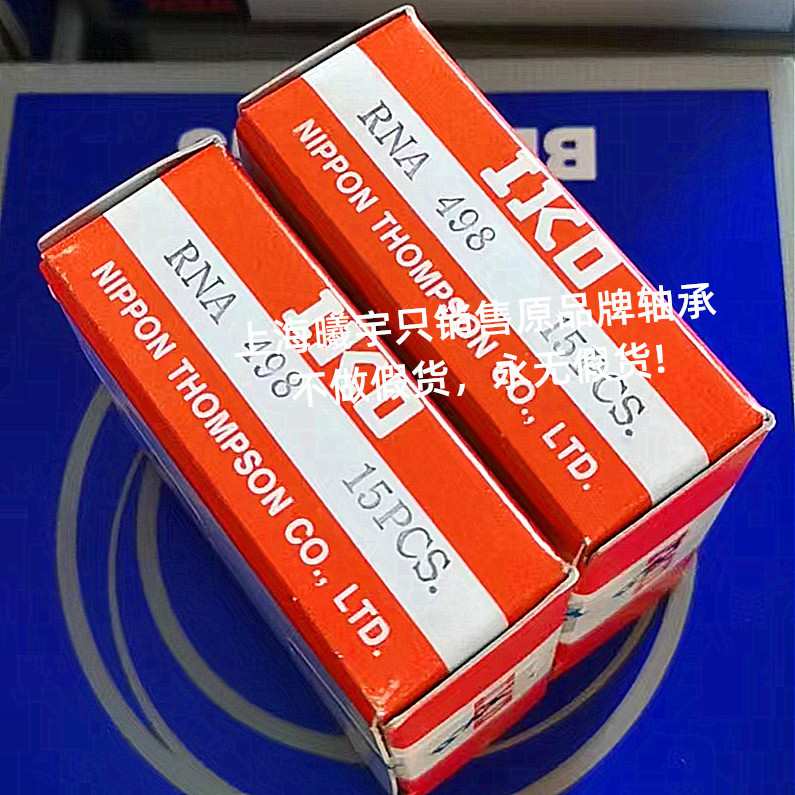 IKO
RNA 498 15PCS.
NIPPON THOMPSON CO., LTD.
IKO
RNA 498 15PCS.
NIPPON THOMPSON CO., LTD.
上海曦宇只销售原品牌轴承
不做假货，永无假货！